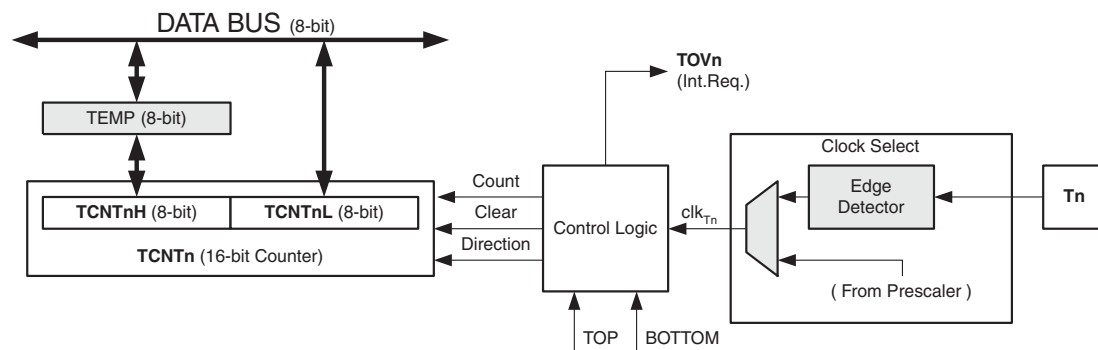 DATA BUS (8-bit)
TOVn
(Int.Req.)
TEMP (8-bit)
Clock Select
Count
Edge
Detector
Tn
TCNTnH (8-bit) TCNTnL (8-bit)
Clear
Control Logic
clkTn
TCNTn (16-bit Counter)
Direction
( From Prescaler )
TOP
BOTTOM